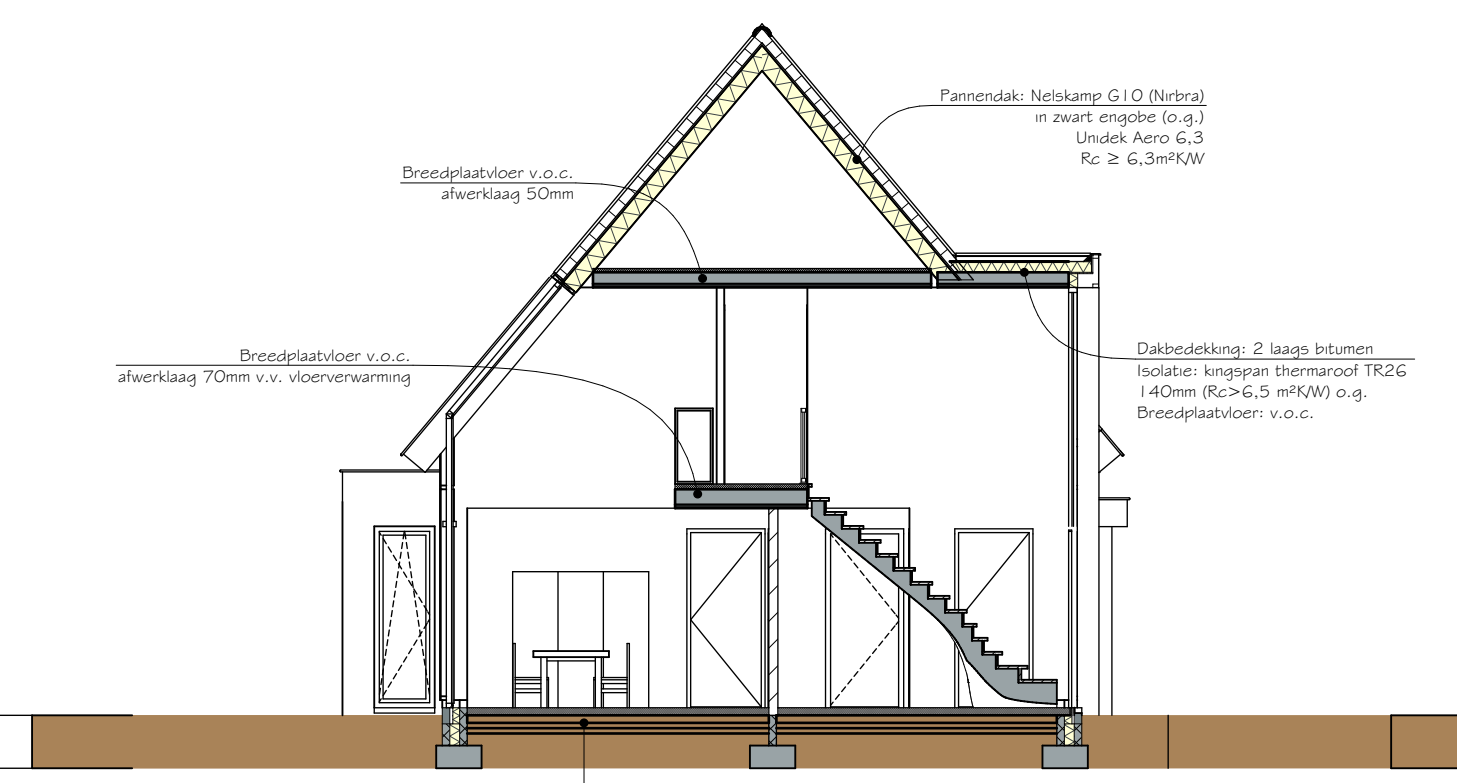 Pannendak: Nelskamp G10 (Nirbra)
in zwart engobe (o.g.)
Unidek Aero 6,3
Rc ≥ 6,3m²K/W
Breedplaatvloer v.o.c.
afwerklaag 50mm
Breedplaatvloer v.o.c.
afwerklaag 70mm v.v. vloerverwarming
Dakbedekking: 2 laags bitumen
Isolatie: kingspan thermaroof TR26
140mm (Rc>6,5 m²K/W) o.g.
Breedplaatvloer: v.o.c.